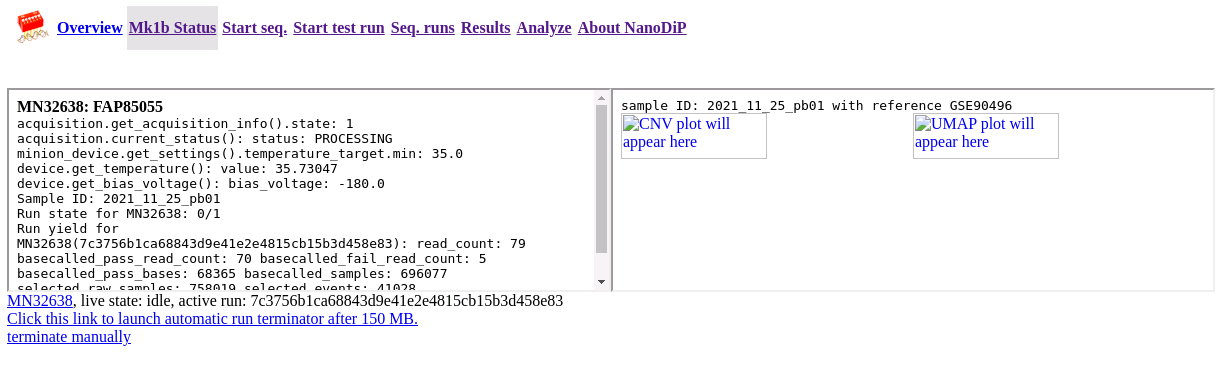 Overview Mk1b Status Start seq. Start test run Seq. runs Results Analyze About NanoDiP
MN32638: FAP85055
acquisition.get_acquisition_info().state: 1
acquisition.current_status(): status: PROCESSING
minion_device.get_settings().temperature_target.min: 35.0
device.get_temperature(): value: 35.73047
device.get_bias_voltage(): bias_voltage: -180.0
Sample ID: 2021_11_25_pb01
Run state for MN32638: 0/1
Run yield for
MN32638(7c3756b1ca68843d9e41e2e4815cb15b3d458e83): read_count: 79
basecalled_pass_read_count: 70 basecalled_fail_read_count: 5
basecalled_pass_bases: 68365 basecalled_samples: 696077
selected_raw_samples: 758019 selected_events: 41028
sample ID: 2021_11_25_pb01 with reference GSE90496
CNV plot will
appear here
UMAP plot will
appear here
MN32638, live state: idle, active run: 7c3756b1ca68843d9e41e2e4815cb15b3d458e83
Click this link to launch automatic run terminator after 150 MB.
terminate manually